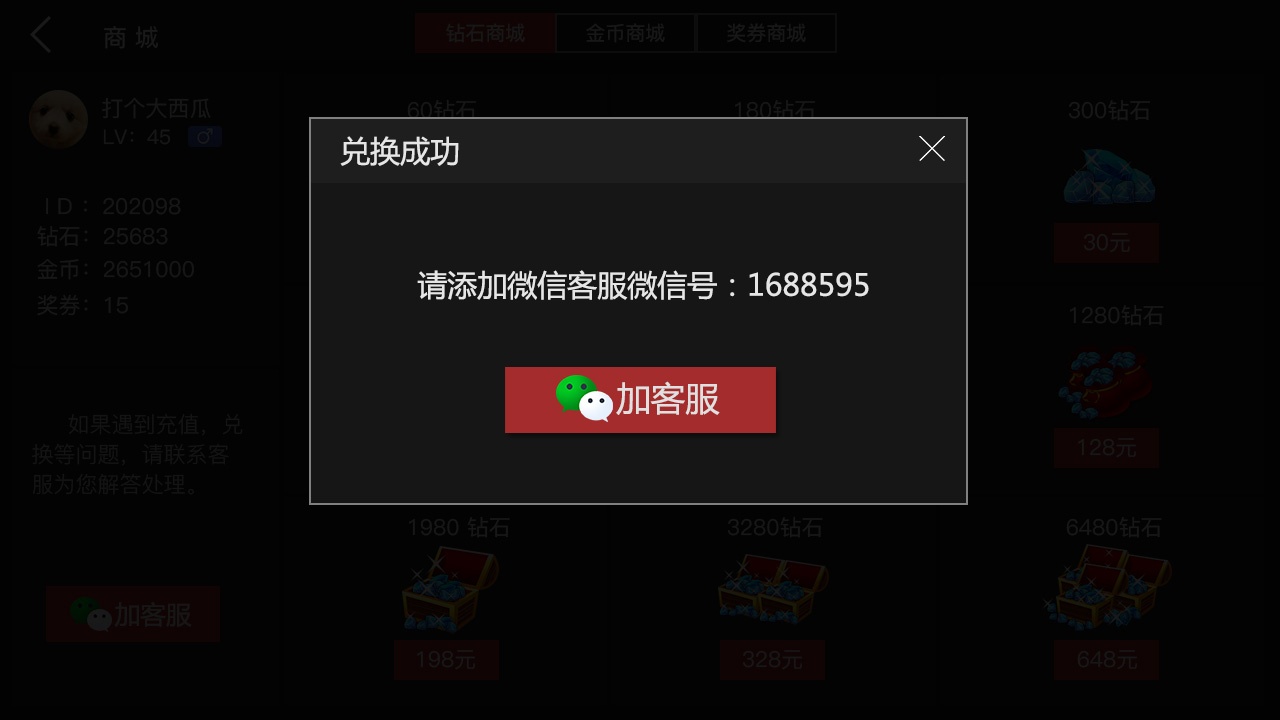 商 城
钻石商城
金币商城
奖券商城
打个大西瓜
LV：45
ID：202098
钻石：25683
金币：2651000
奖券：15
如果遇到充值，兑
换等问题，请联系客
服为您解答处理。
加客服
60钻石
180钻石
300钻石
30元
1280钻石
128元
1980 钻石
198元
3280钻石
328元
6480钻石
648元
兑换成功
请添加微信客服微信号：1688595
加客服